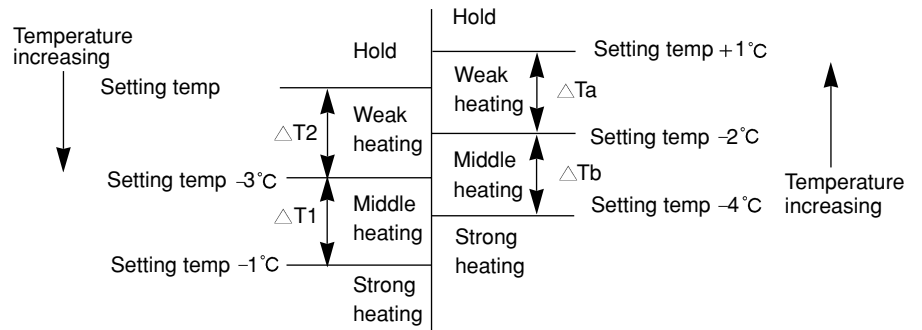 Temperature
increasing
Setting temp
△T2
Setting temp –3℃
△T1
Setting temp –1℃
Hold
Weak
heating
Middle
heating
Strong
heating
Hold
Weak
heating
Middle
heating
Strong
heating
Setting temp +1℃
△Ta
Setting temp –2℃
△Tb
Setting temp –4℃
Temperature
increasing